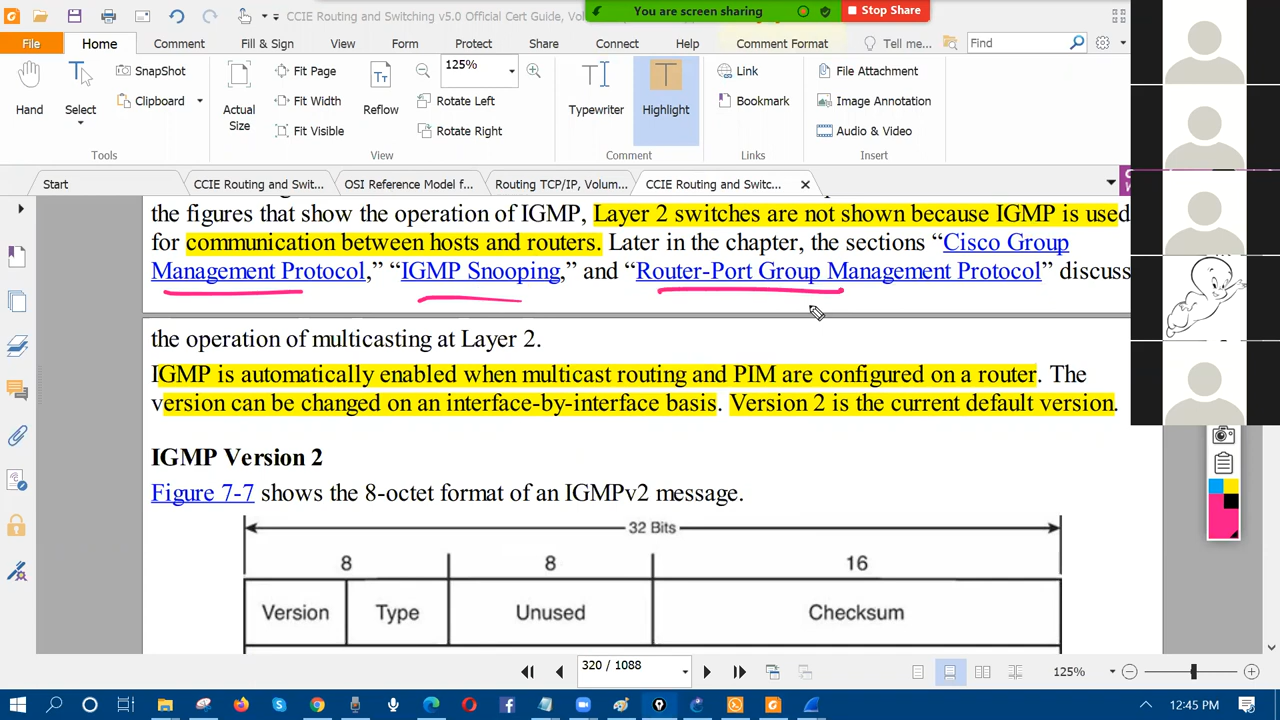 CCIE Routing and Switching v5.0 Official Cert Guide, Volu
You are screen sharing
Stop Share
File
Home
Comment
Fill & Sign
View
Form
Protect
Share
Connect
Help
Comment Format
Tell me...
Find
Hand
Select
SnapShot
Clipboard
Actual
Size
Fit Page
Fit Width
Fit Visible
Reflow
125%
Rotate Left
Rotate Right
Typewriter
Highlight
Link
Bookmark
File Attachment
Image Annotation
Audio & Video
Tools
View
Comment
Links
Insert
Start
CCIE Routing and Swit...
OSI Reference Model f...
Routing TCP/IP, Volum...
CCIE Routing and Switc...
the figures that show the operation of IGMP, Layer 2 switches are not shown because IGMP is used
for communication between hosts and routers. Later in the chapter, the sections “Cisco Group
Management Protocol,” “IGMP Snooping,” and “Router-Port Group Management Protocol” discuss
the operation of multicasting at Layer 2.
IGMP is automatically enabled when multicast routing and PIM are configured on a router. The
version can be changed on an interface-by-interface basis. Version 2 is the current default version.
IGMP Version 2
Figure 7-7 shows the 8-octet format of an IGMPv2 message.
32 Bits
8 8 16
Version Type Unused Checksum
320 / 1088
125%
12:45 PM